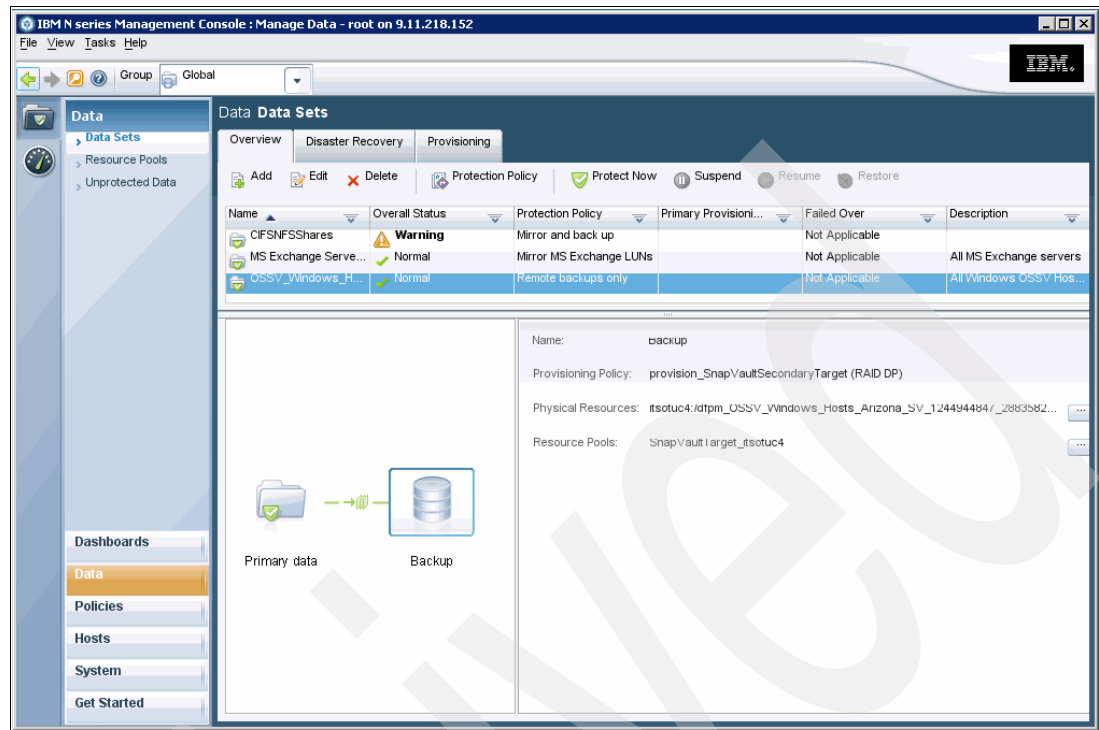 IBM N series Management Console : Manage Data - root on 9.11.218.152
File View Tasks Help
Group Global
IBM.
Data
Data Sets
Resource Pools
Unprotected Data
Data Data Sets
Overview Disaster Recovery Provisioning
Add Edit Delete Protection Policy Protect Now Suspend Resume Restore
Name Overall Status Protection Policy Primary Provisioni... Failed Over Description
CIFSNFSShares Warning Mirror and back up Not Applicable
MS Exchange Serve... Normal Mirror MS Exchange LUNs Not Applicable All MS Exchange servers
OSSV_Windows_H... Normal Remote backups only Not Applicable All Windows OSSV Hos...
Name: Backup
Provisioning Policy: provision_SnapVaultSecondaryTarget (RAID DP)
Physical Resources: itsotuc4:/dfpm_OSSV_Windows_Hosts_Arizona_SV_1244944847_2883582... ...
Resource Pools: SnapVaultTarget_itsotuc4 ...
Primary data Backup
Dashboards
Data
Policies
Hosts
System
Get Started